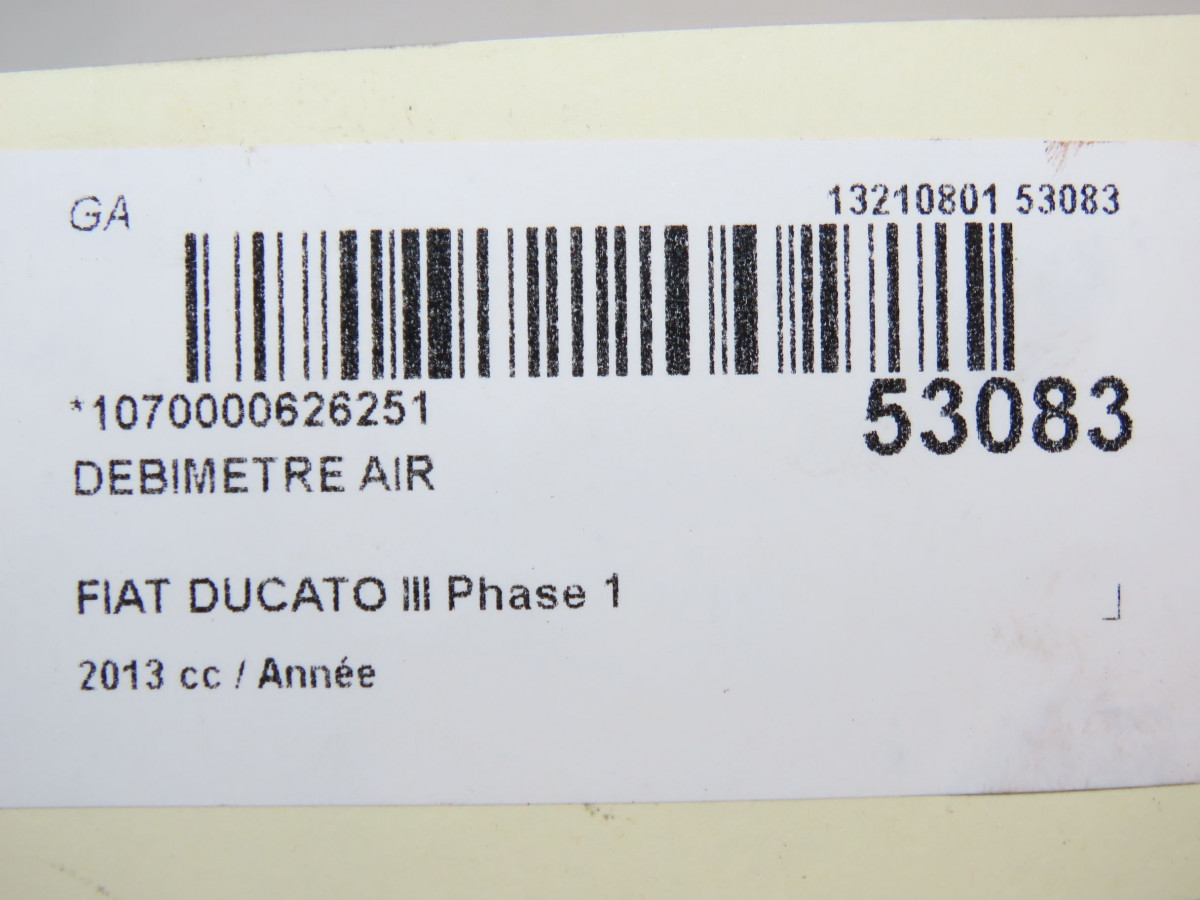 GA
13210801 53083
*1070000626251
53083
DEBIMETRE AIR
FIAT DUCATO III Phase 1
2013 cc / Année